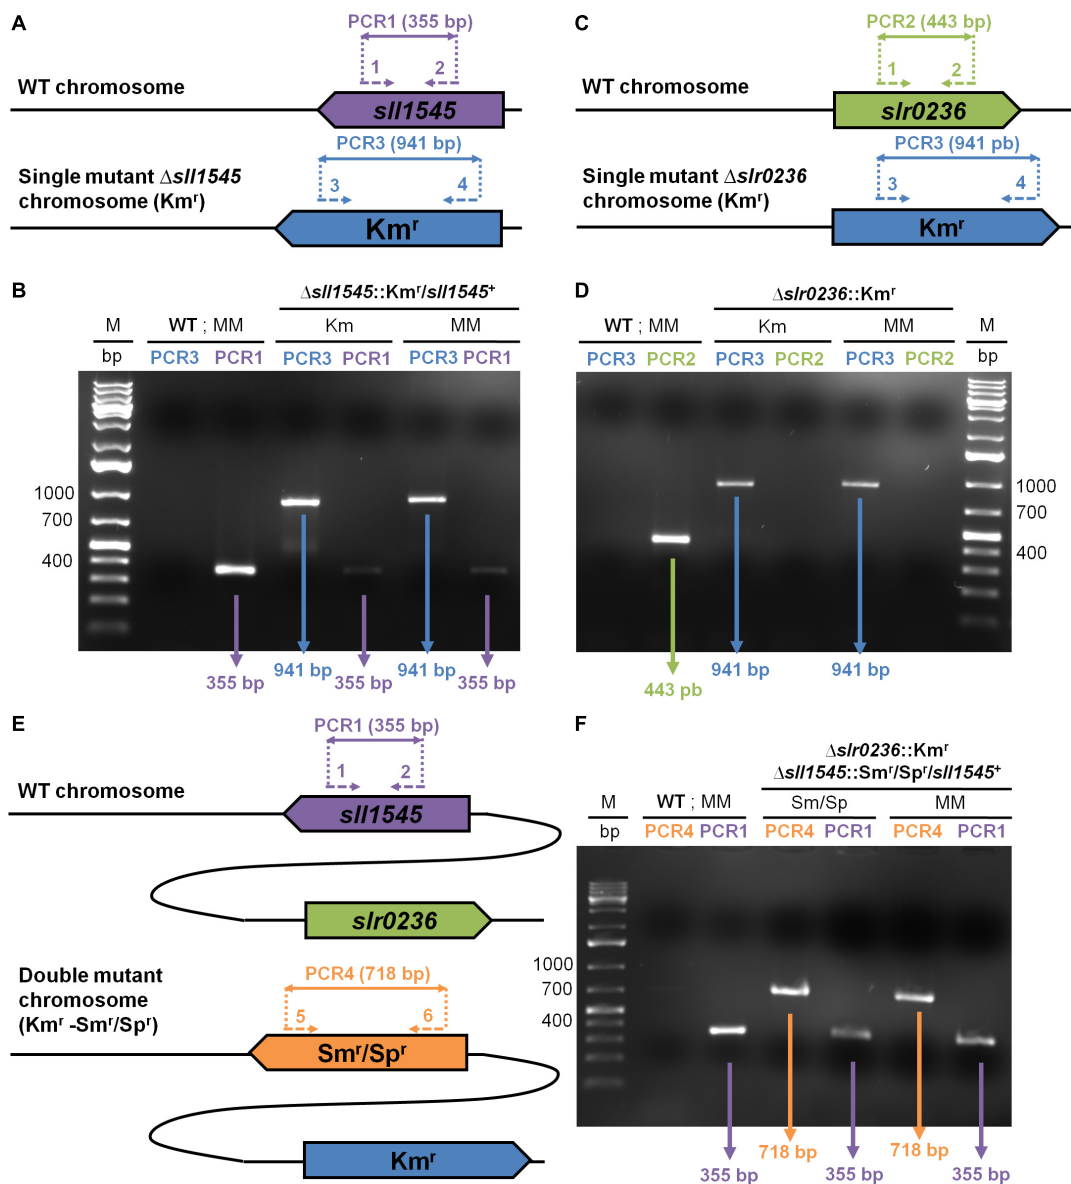 A
PCR1 (355 bp)
1 2
WT chromosome
sll1545
PCR3 (941 bp)
Single mutant Δsll1545
chromosome (Kmʳ)
3 4
Kmʳ
C
PCR2 (443 bp)
1 2
WT chromosome
slr0236
PCR3 (941 pb)
Single mutant Δslr0236
chromosome (Kmʳ)
3 4
Kmʳ
B
Δsll1545::Kmʳ/sll1545⁺
M WT ; MM Km MM
bp PCR3 PCR1 PCR3 PCR1 PCR3 PCR1
1000
700
400
941 bp 941 bp
355 bp 355 bp 355 bp
D
Δslr0236::Kmʳ
WT ; MM Km MM M
PCR3 PCR2 PCR3 PCR2 PCR3 PCR2 bp
1000
700
400
941 bp 941 bp
443 pb
E
PCR1 (355 bp)
1 2
WT chromosome
sll1545
slr0236
Double mutant
chromosome
(Kmʳ -Smʳ/Spʳ)
PCR4 (718 bp)
5 6
Smʳ/Spʳ
Kmʳ
F
Δslr0236::Kmʳ
Δsll1545::Smʳ/Spʳ/sll1545⁺
M WT ; MM Sm/Sp MM
bp PCR4 PCR1 PCR4 PCR1 PCR4 PCR1
1000
700
400
718 bp 718 bp
355 bp 355 bp 355 bp